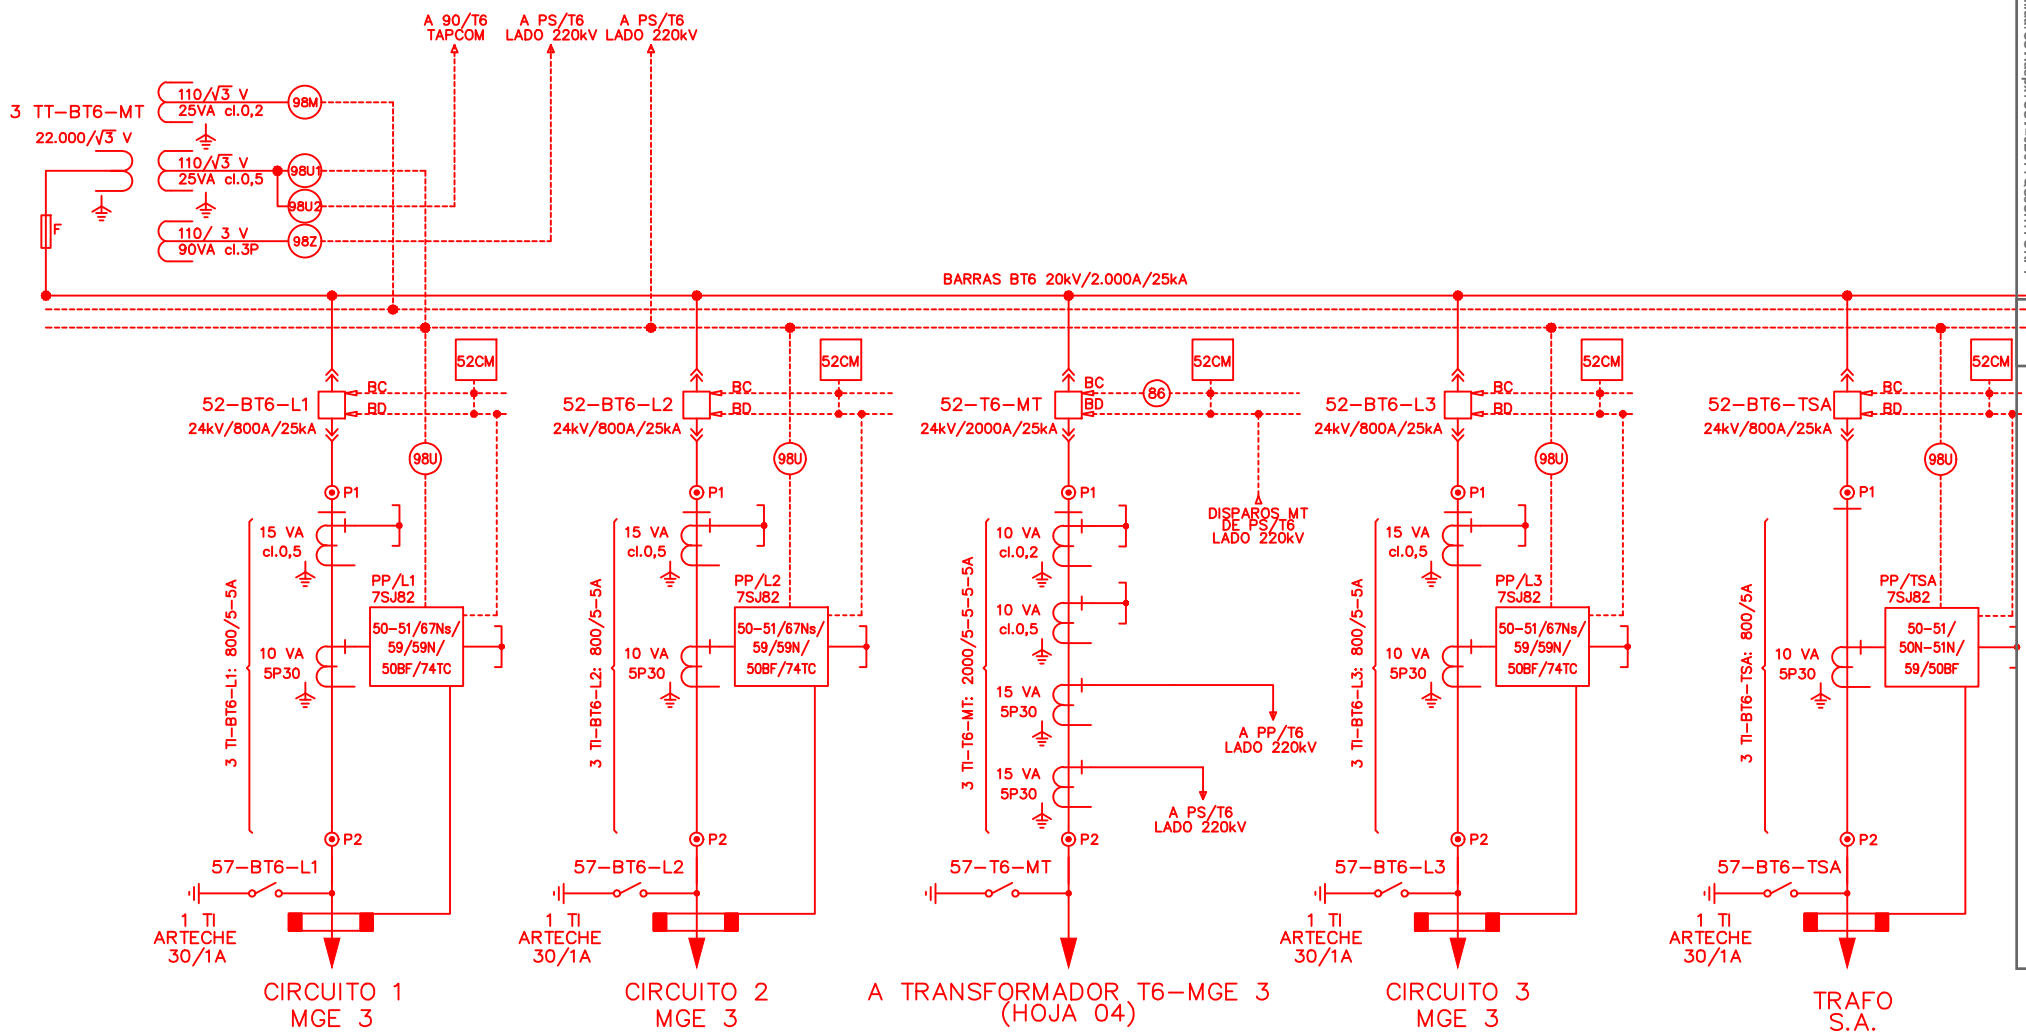 A 90/T6
TAPCOM
A PS/T6
LADO 220kV
A PS/T6
LADO 220kV
3 TT-BT6-MT
22.000/√3 V
110/√3 V
25VA cl.0,2
98M
110/√3 V
25VA cl.0,5
98U1
98U2
110/ 3 V
90VA cl.3P
98Z
F
BARRAS BT6 20kV/2.000A/25kA
52CM
BC
BD
52-BT6-L1
24kV/800A/25kA
98U
P1
15 VA
cl.0,5
3 TI-BT6-L1: 800/5-5A
PP/L1
7SJ82
50-51/67Ns/
59/59N/
50BF/74TC
10 VA
5P30
P2
57-BT6-L1
1 TI
ARTECHE
30/1A
CIRCUITO 1
MGE 3
52CM
BC
BD
52-BT6-L2
24kV/800A/25kA
98U
P1
15 VA
cl.0,5
3 TI-BT6-L2: 800/5-5A
PP/L2
7SJ82
50-51/67Ns/
59/59N/
50BF/74TC
10 VA
5P30
P2
57-BT6-L2
1 TI
ARTECHE
30/1A
CIRCUITO 2
MGE 3
52CM
BC
86
BD
52-T6-MT
24kV/2000A/25kA
P1
DISPAROS MT
DE PS/T6
LADO 220kV
10 VA
cl.0,2
10 VA
cl.0,5
3 TI-T6-MT: 2000/5-5-5-5A
15 VA
5P30
A PP/T6
LADO 220kV
15 VA
5P30
A PS/T6
LADO 220kV
P2
57-T6-MT
A TRANSFORMADOR T6-MGE 3
(HOJA 04)
52CM
BC
BD
52-BT6-L3
24kV/800A/25kA
98U
P1
15 VA
cl.0,5
3 TI-BT6-L3: 800/5-5A
PP/L3
7SJ82
50-51/67Ns/
59/59N/
50BF/74TC
10 VA
5P30
P2
57-BT6-L3
1 TI
ARTECHE
30/1A
CIRCUITO 3
MGE 3
52CM
BC
BD
52-BT6-TSA
24kV/800A/25kA
98U
P1
3 TI-BT6-TSA: 800/5A
PP/TSA
7SJ82
50-51/
50N-51N/
59/50BF
10 VA
5P30
P2
57-BT6-TSA
1 TI
ARTECHE
30/1A
TRAFO
S.A.